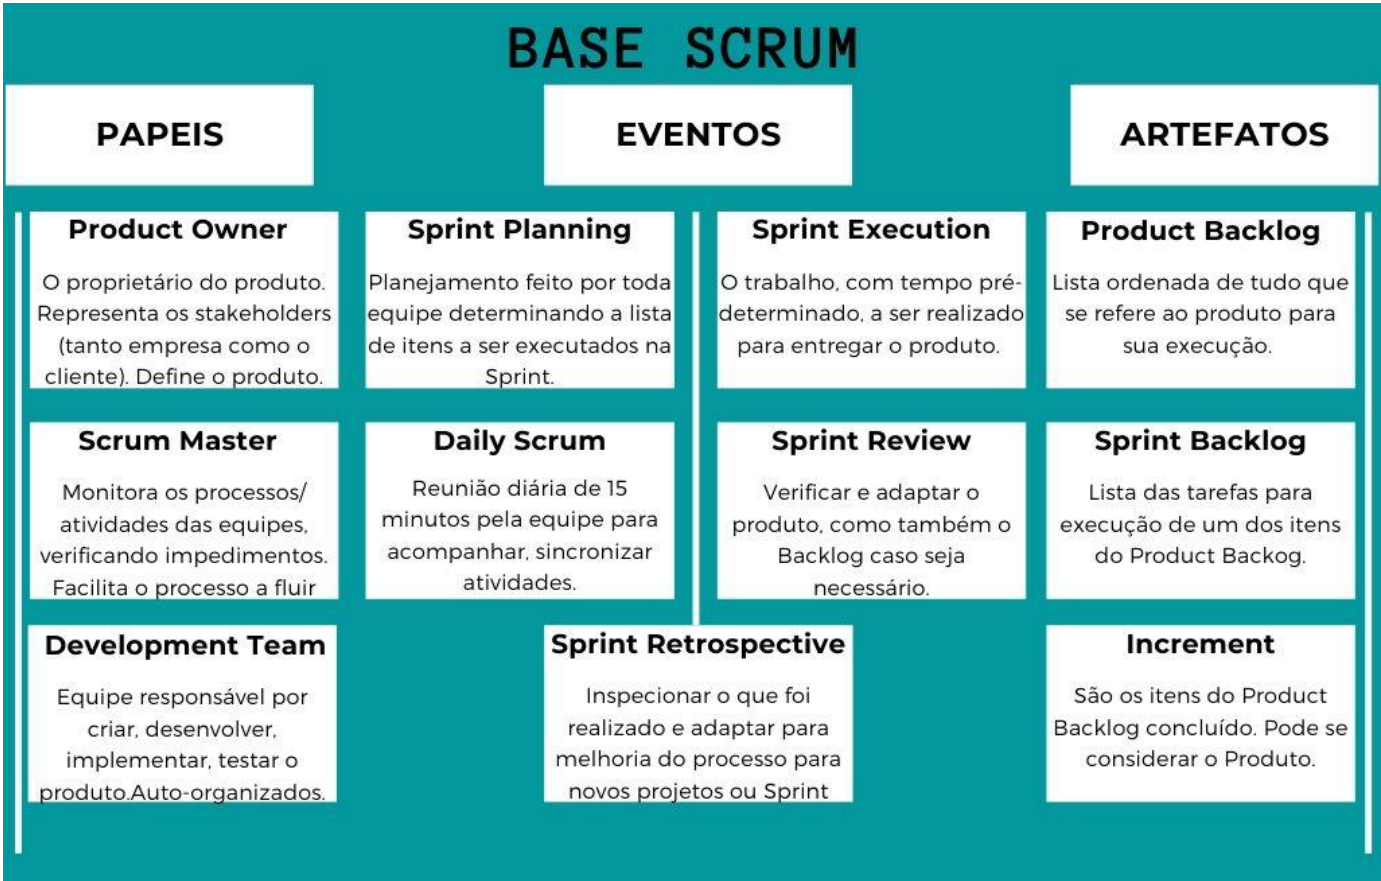 BASE SCRUM
PAPEIS
EVENTOS
ARTEFATOS
Product Owner
O proprietário do produto.
Representa os stakeholders
(tanto empresa como o
cliente). Define o produto.
Sprint Planning
Planejamento feito por toda
equipe determinando a lista
de itens a ser executados na
Sprint.
Sprint Execution
O trabalho, com tempo pré-
determinado, a ser realizado
para entregar o produto.
Product Backlog
Lista ordenada de tudo que
se refere ao produto para
sua execução.
Scrum Master
Monitora os processos/
atividades das equipes,
verificando impedimentos.
Facilita o processo a fluir
Daily Scrum
Reunião diária de 15
minutos pela equipe para
acompanhar, sincronizar
atividades.
Sprint Review
Verificar e adaptar o
produto, como também o
Backlog caso seja
necessário.
Sprint Backlog
Lista das tarefas para
execução de um dos itens
do Product Backog.
Development Team
Equipe responsável por
criar, desenvolver,
implementar, testar o
produto.Auto-organizados.
Sprint Retrospective
Inspecionar o que foi
realizado e adaptar para
melhoria do processo para
novos projetos ou Sprint
Increment
São os itens do Product
Backlog concluído. Pode se
considerar o Produto.